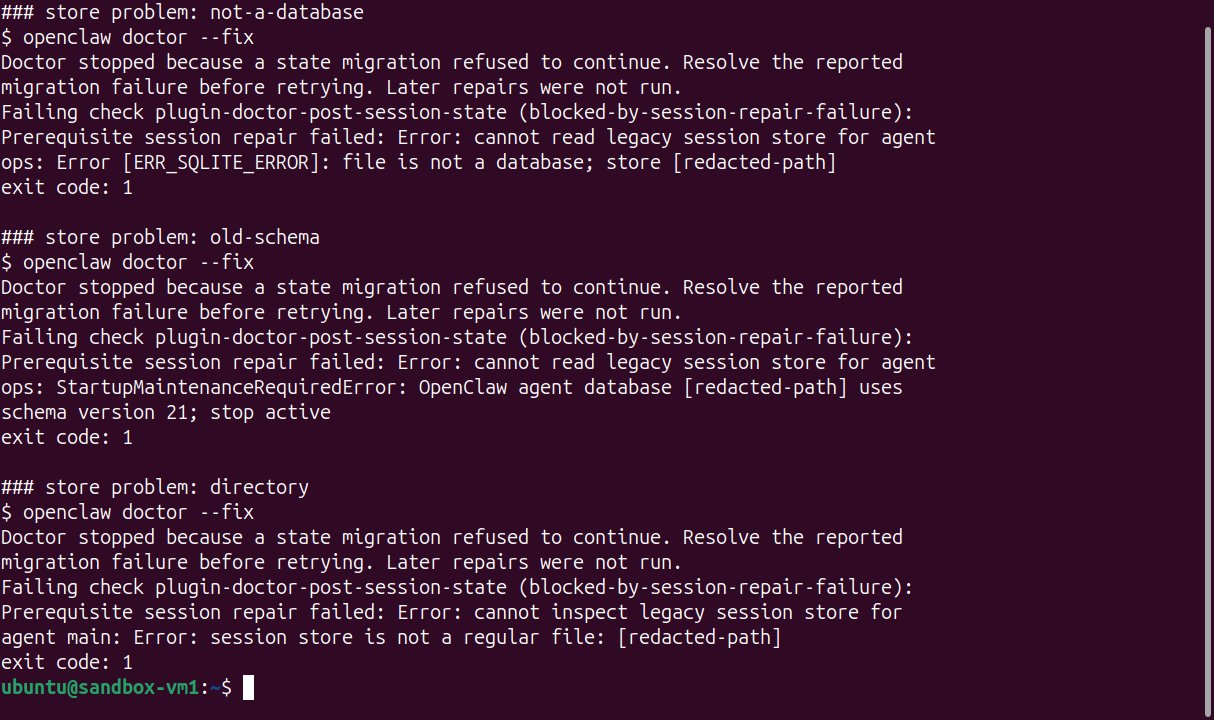 ### store problem: not-a-database
$ openclaw doctor --fix
Doctor stopped because a state migration refused to continue. Resolve the reported
migration failure before retrying. Later repairs were not run.
Failing check plugin-doctor-post-session-state (blocked-by-session-repair-failure):
Prerequisite session repair failed: Error: cannot read legacy session store for agent
ops: Error [ERR_SQLITE_ERROR]: file is not a database; store [redacted-path]
exit code: 1

### store problem: old-schema
$ openclaw doctor --fix
Doctor stopped because a state migration refused to continue. Resolve the reported
migration failure before retrying. Later repairs were not run.
Failing check plugin-doctor-post-session-state (blocked-by-session-repair-failure):
Prerequisite session repair failed: Error: cannot read legacy session store for agent
ops: StartupMaintenanceRequiredError: OpenClaw agent database [redacted-path] uses
schema version 21; stop active
exit code: 1

### store problem: directory
$ openclaw doctor --fix
Doctor stopped because a state migration refused to continue. Resolve the reported
migration failure before retrying. Later repairs were not run.
Failing check plugin-doctor-post-session-state (blocked-by-session-repair-failure):
Prerequisite session repair failed: Error: cannot inspect legacy session store for
agent main: Error: session store is not a regular file: [redacted-path]
exit code: 1
ubuntu@sandbox-vm1:~$